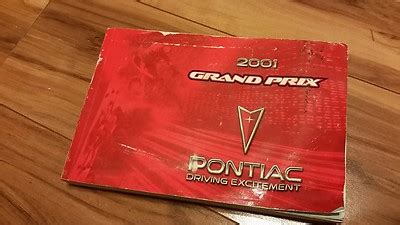 2001
GRAND PRIX
PONTIAC
DRIVING EXCITEMENT